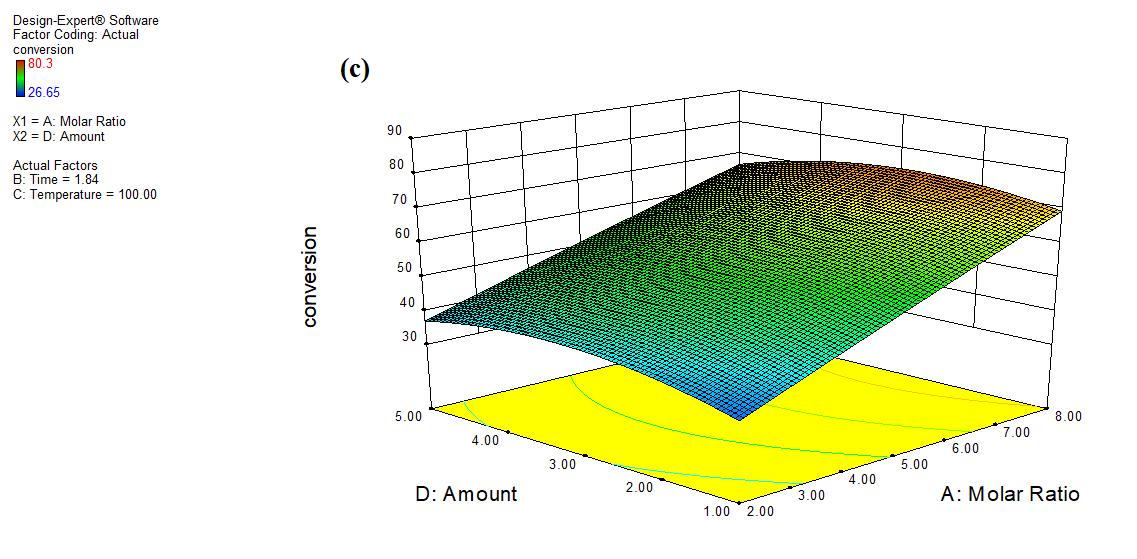 Design-Expert® Software
Factor Coding: Actual
conversion
80.3
26.65
X1 = A: Molar Ratio
X2 = D: Amount
Actual Factors
B: Time = 1.84
C: Temperature = 100.00
(c)
90
80
70
60
50
40
30
conversion
5.00
4.00
3.00
2.00
1.00
D: Amount
2.00
3.00
4.00
5.00
6.00
7.00
8.00
A: Molar Ratio